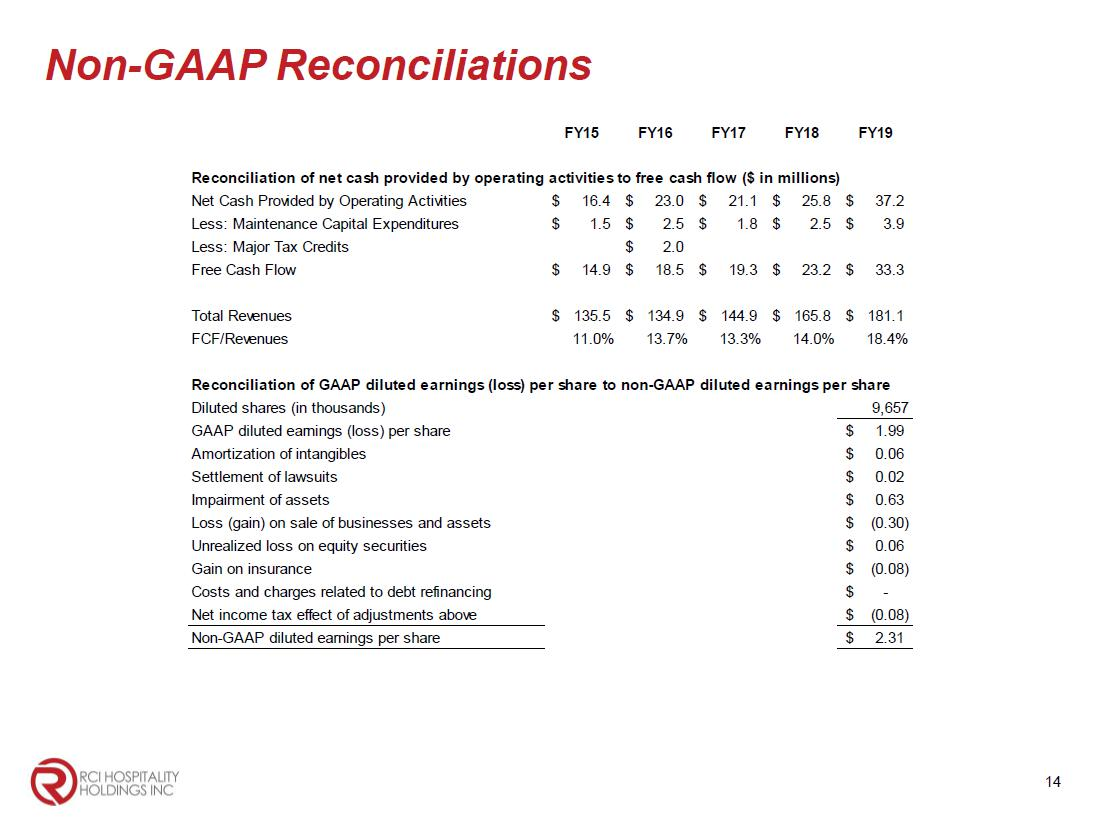 Non-GAAP Reconciliations
FY15 FY16 FY17 FY18 FY19
Reconciliation of net cash provided by operating activities to free cash flow ($ in millions)
Net Cash Provided by Operating Activities $ 16.4 $ 23.0 $ 21.1 $ 25.8 $ 37.2
Less: Maintenance Capital Expenditures $ 1.5 $ 2.5 $ 1.8 $ 2.5 $ 3.9
Less: Major Tax Credits $ 2.0
Free Cash Flow $ 14.9 $ 18.5 $ 19.3 $ 23.2 $ 33.3
Total Revenues $ 135.5 $ 134.9 $ 144.9 $ 165.8 $ 181.1
FCF/Revenues 11.0% 13.7% 13.3% 14.0% 18.4%
Reconciliation of GAAP diluted earnings (loss) per share to non-GAAP diluted earnings per share
Diluted shares (in thousands) 9,657
GAAP diluted earnings (loss) per share $ 1.99
Amortization of intangibles $ 0.06
Settlement of lawsuits $ 0.02
Impairment of assets $ 0.63
Loss (gain) on sale of businesses and assets $ (0.30)
Unrealized loss on equity securities $ 0.06
Gain on insurance $ (0.08)
Costs and charges related to debt refinancing $ -
Net income tax effect of adjustments above $ (0.08)
Non-GAAP diluted earnings per share $ 2.31
RCI HOSPITALITY
HOLDINGS INC
14